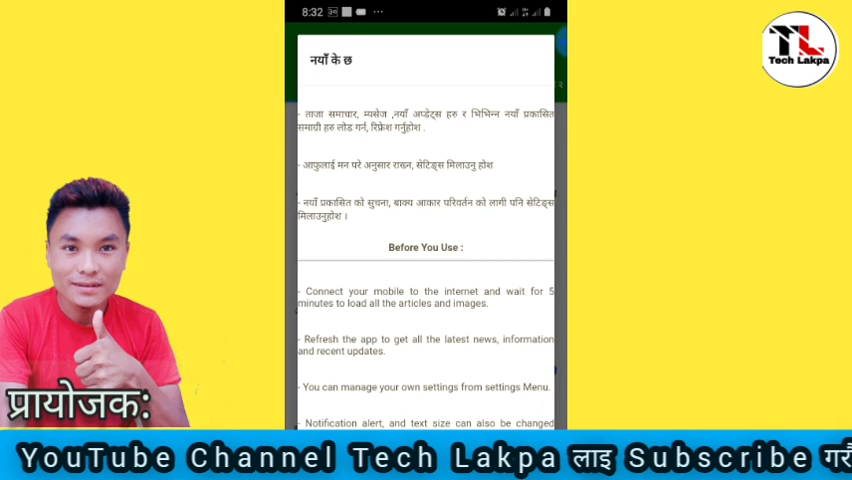 8:32
TL
Tech Lakpa
नयाँ के छ
- ताजा समाचार, म्यसेज ,नयाँ अप्डेट्स हरु र भिभिन्न नयाँ प्रकासित
समाग्री हरु लोड गर्न, रिफ्रेश गर्नुहोश .
- आफुलाई मन परे अनुसार राख्न, सेटिङ्स मिलाउनु होश
- नयाँ प्रकासित को सुचना, बाक्य आकार परिवर्तन को लागी पनि सेटिङ्स
मिलाउनुहोश ।
Before You Use :
- Connect your mobile to the internet and wait for 5
minutes to load all the articles and images.
- Refresh the app to get all the latest news, information
and recent updates.
- You can manage your own settings from settings Menu.
- Notification alert, and text size can also be changed
प्रायोजक:
YouTube Channel Tech Lakpa लाइ Subscribe गरौ